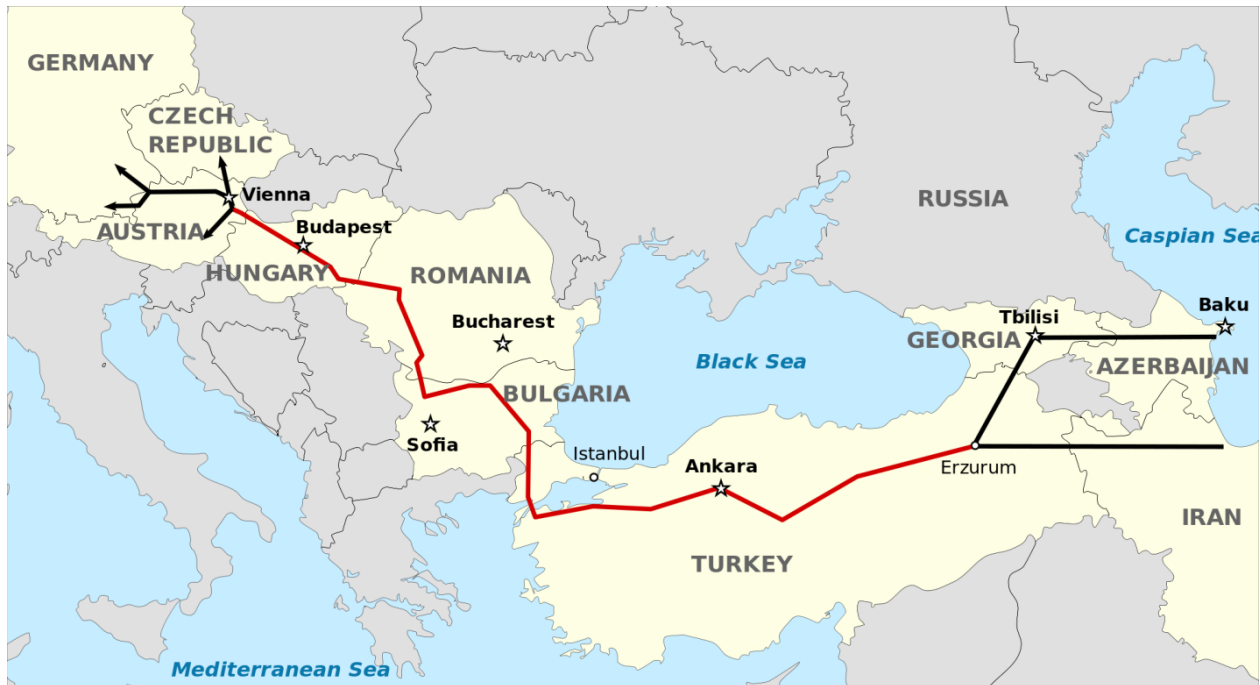 GERMANY
CZECH
REPUBLIC
Vienna
AUSTRIA
Budapest
HUNGARY
ROMANIA
Bucharest
BULGARIA
Sofia
Istanbul
Ankara
TURKEY
Erzurum
Black Sea
RUSSIA
Caspian Sea
Tbilisi
GEORGIA
Baku
AZERBAIJAN
IRAN
Mediterranean Sea